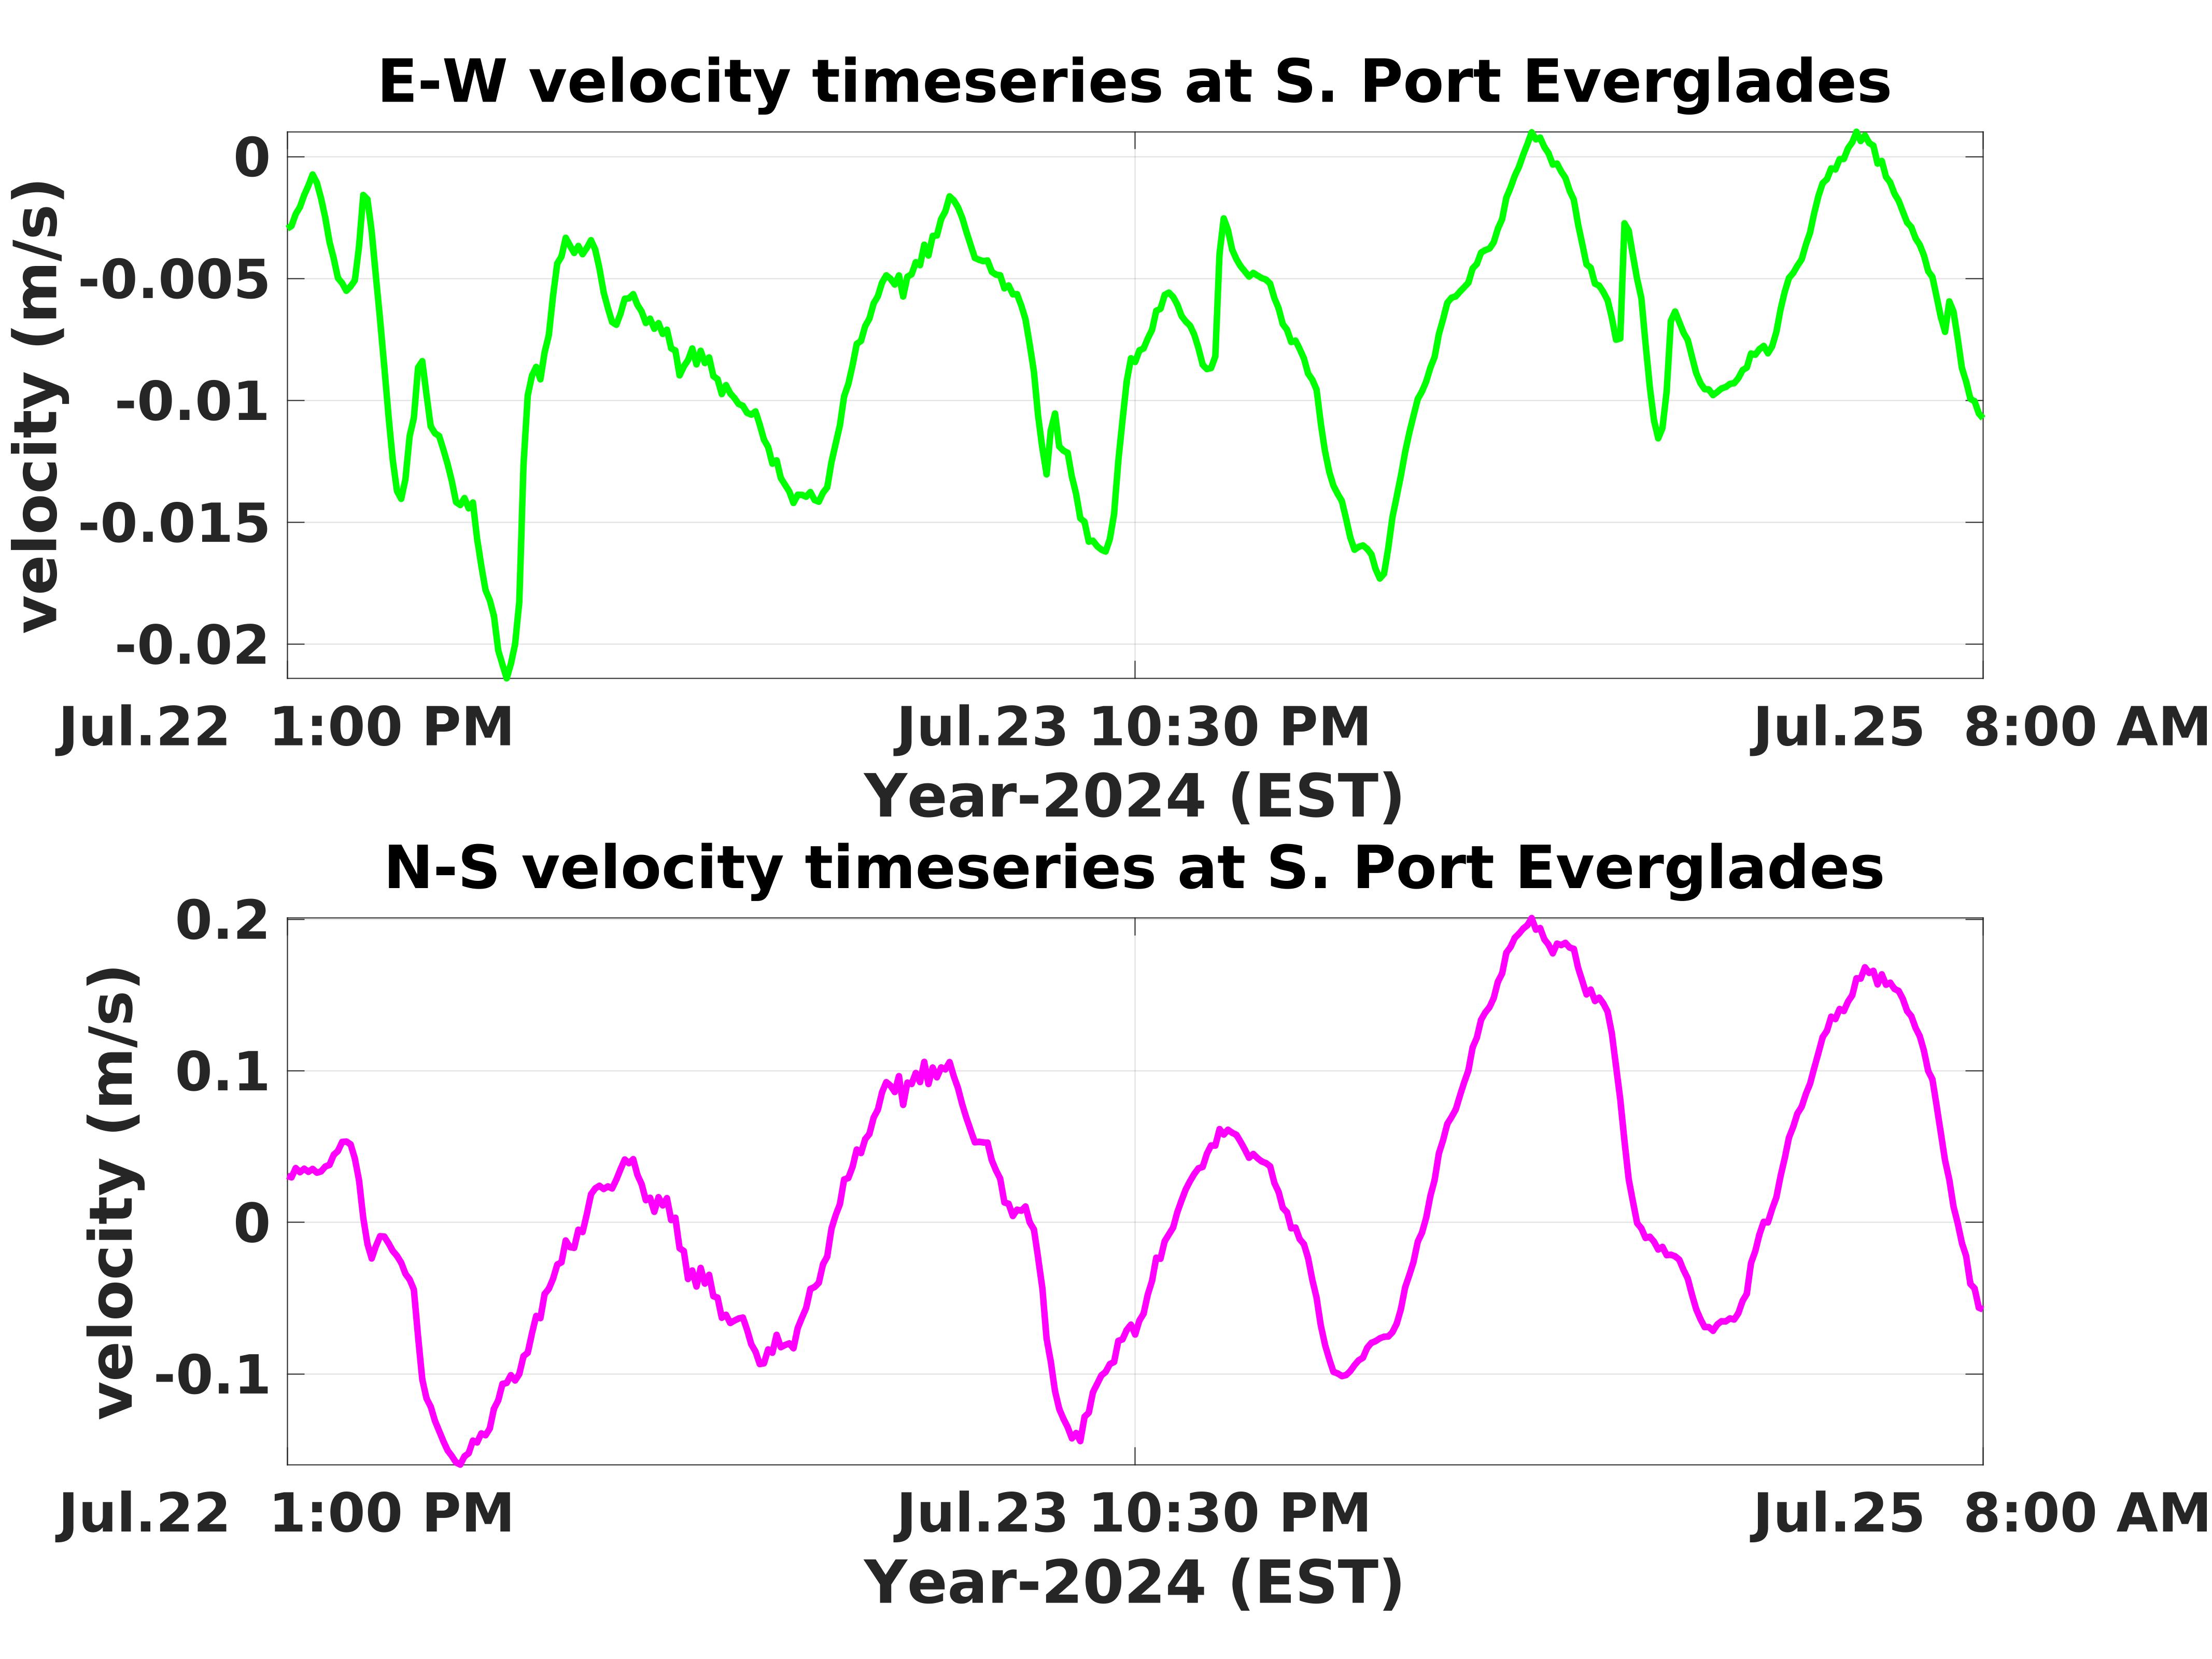 E-W velocity timeseries at S. Port Everglades
velocity (m/s)
0
-0.005
-0.01
-0.015
-0.02
Jul.22  1:00 PM
Jul.23 10:30 PM
Jul.25  8:00 AM
Year-2024 (EST)
N-S velocity timeseries at S. Port Everglades
velocity (m/s)
0.2
0.1
0
-0.1
Jul.22  1:00 PM
Jul.23 10:30 PM
Jul.25  8:00 AM
Year-2024 (EST)